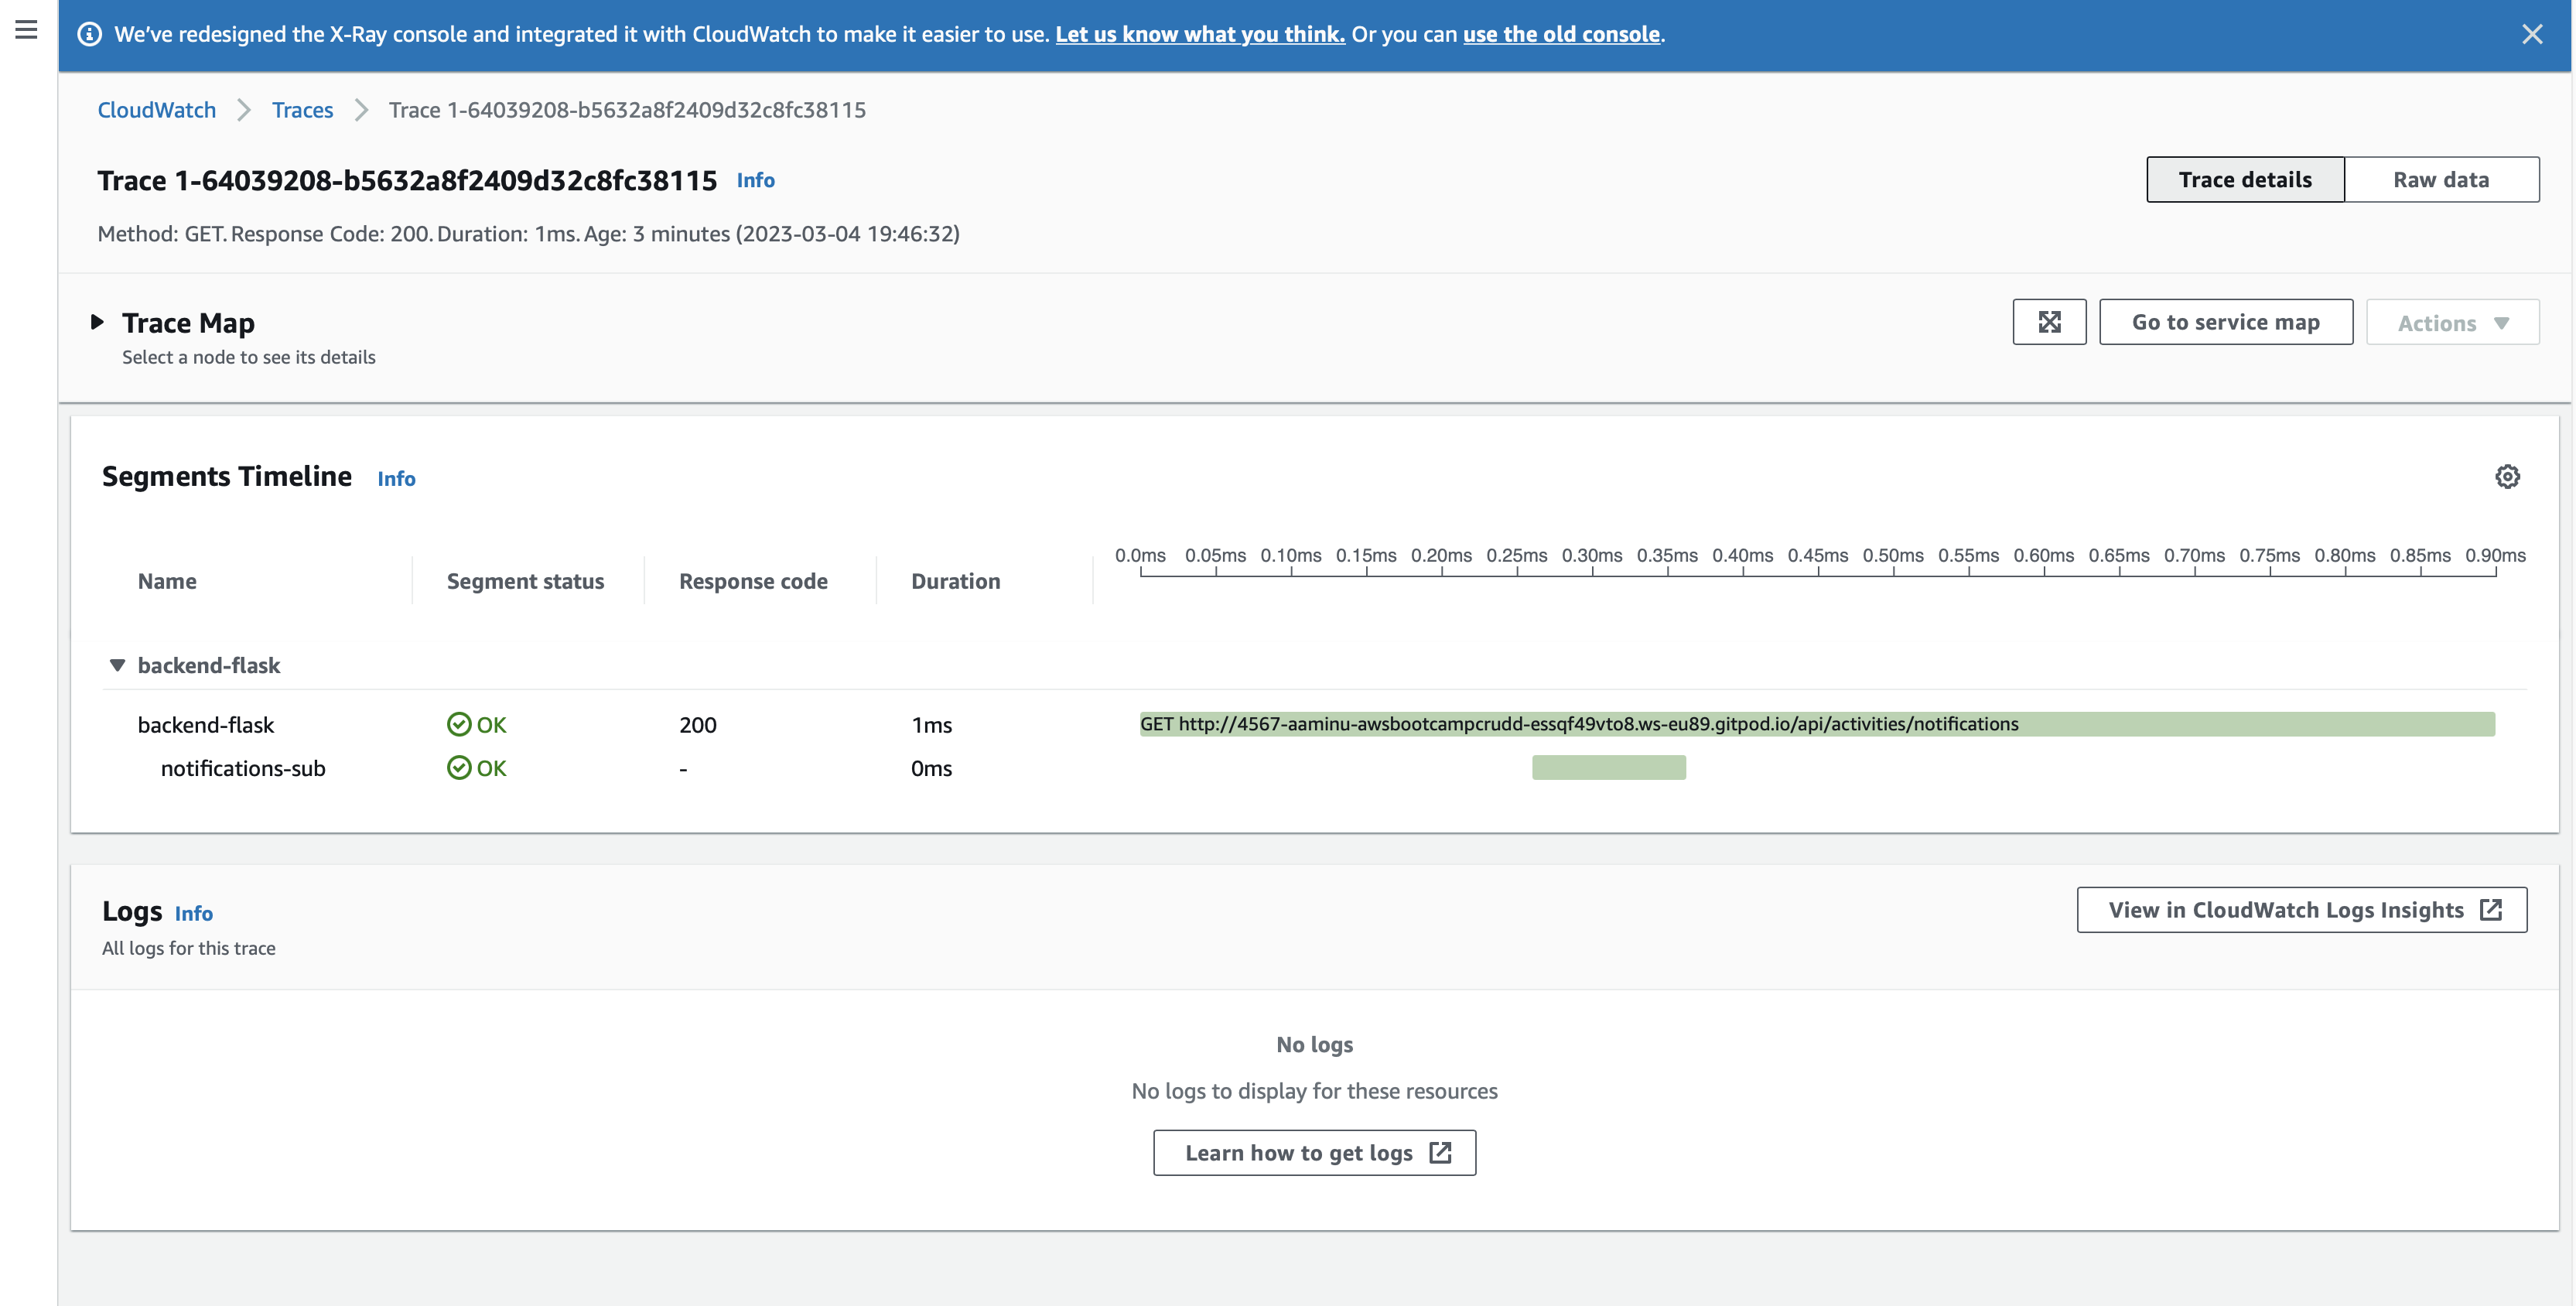 We've redesigned the X-Ray console and integrated it with CloudWatch to make it easier to use. Let us know what you think. Or you can use the old console.
CloudWatch Traces Trace 1-64039208-b5632a8f2409d32c8fc38115
Trace 1-64039208-b5632a8f2409d32c8fc38115 Info Trace details Raw data
Method: GET. Response Code: 200. Duration: 1ms. Age: 3 minutes (2023-03-04 19:46:32)
Trace Map Go to service map Actions
Select a node to see its details
Segments Timeline Info
0.0ms 0.05ms 0.10ms 0.15ms 0.20ms 0.25ms 0.30ms 0.35ms 0.40ms 0.45ms 0.50ms 0.55ms 0.60ms 0.65ms 0.70ms 0.75ms 0.80ms 0.85ms 0.90ms
Name Segment status Response code Duration
backend-flask
backend-flask OK 200 1ms GET http://4567-aaminu-awsbootcampcrudd-essqf49vto8.ws-eu89.gitpod.io/api/activities/notifications
notifications-sub OK - 0ms
Logs Info View in CloudWatch Logs Insights
All logs for this trace
No logs
No logs to display for these resources
Learn how to get logs